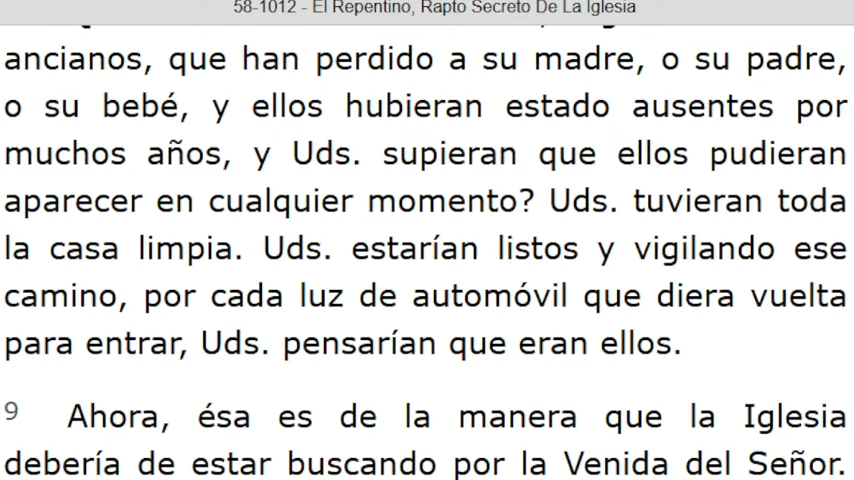 58-1012 - El Repentino, Rapto Secreto De La Iglesia
ancianos, que han perdido a su madre, o su padre,
o su bebé, y ellos hubieran estado ausentes por
muchos años, y Uds. supieran que ellos pudieran
aparecer en cualquier momento? Uds. tuvieran toda
la casa limpia. Uds. estarían listos y vigilando ese
camino, por cada luz de automóvil que diera vuelta
para entrar, Uds. pensarían que eran ellos.
9 Ahora, ésa es de la manera que la Iglesia
debería de estar buscando por la Venida del Señor.